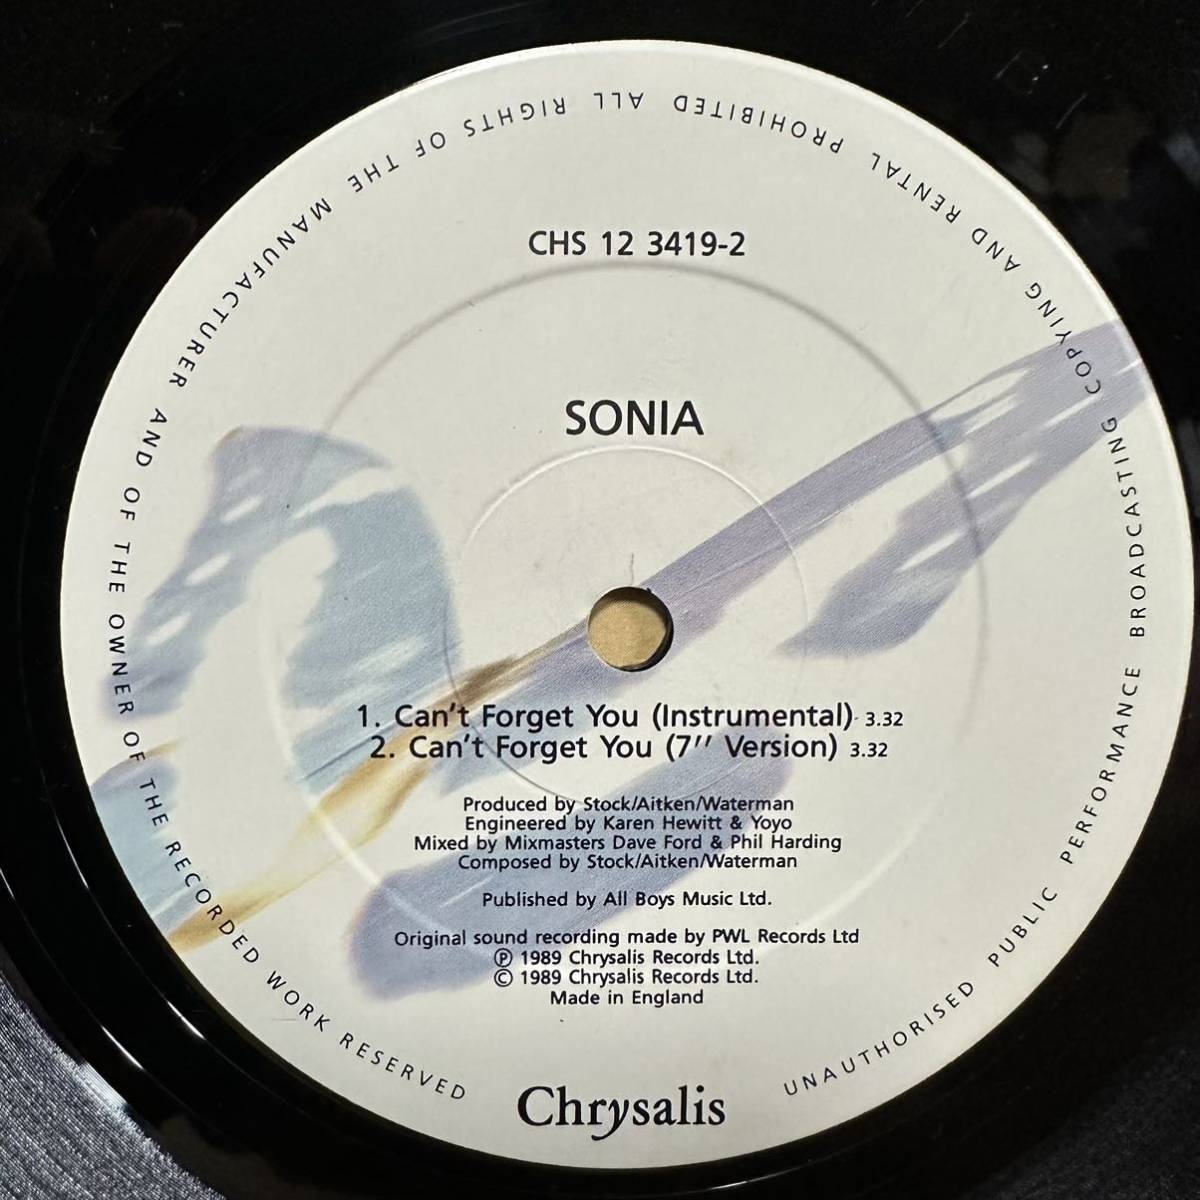 CHS 12 3419-2
SONIA
1. Can't Forget You (Instrumental) 3.32
2. Can't Forget You (7'' Version) 3.32
Produced by Stock/Aitken/Waterman
Engineered by Karen Hewitt & Yoyo
Mixed by Mixmasters Dave Ford & Phil Harding
Composed by Stock/Aitken/Waterman
Published by All Boys Music Ltd.
Original sound recording made by PWL Records Ltd
℗ 1989 Chrysalis Records Ltd.
© 1989 Chrysalis Records Ltd.
Made in England
Chrysalis
UNAUTHORISED PUBLIC PERFORMANCE BROADCASTING COPYING AND RENTAL PROHIBITED ALL RIGHTS OF THE MANUFACTURER AND OF THE OWNER OF THE RECORDED WORK RESERVED